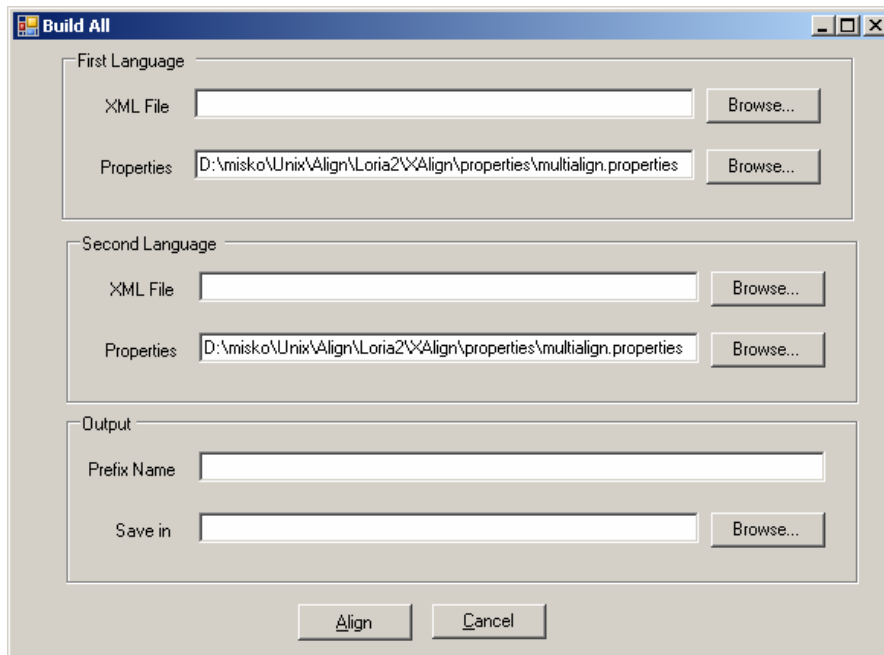 Build All
First Language
XML File
Browse...
Properties D:\misko\Unix\Align\Loria2\XAlign\properties\multialign.properties Browse...
Second Language
XML File
Browse...
Properties D:\misko\Unix\Align\Loria2\XAlign\properties\multialign.properties Browse...
Output
Prefix Name
Save in
Browse...
Align Cancel